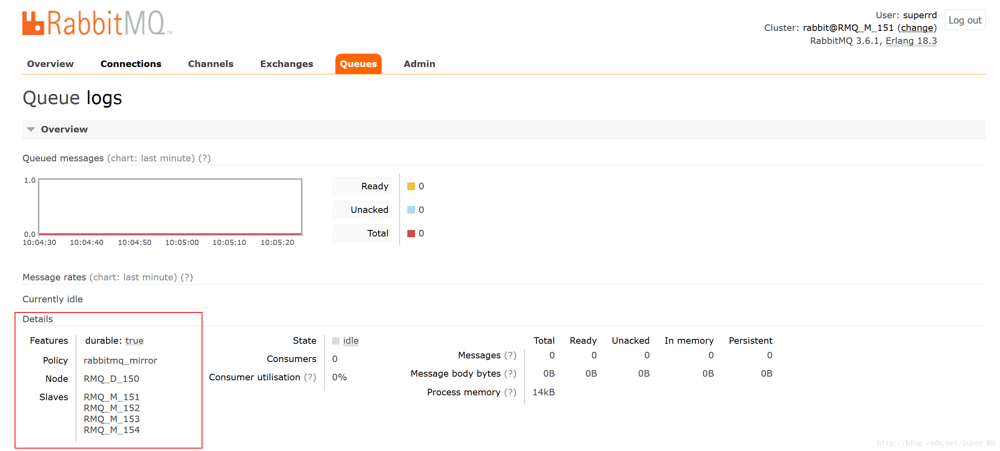 RabbitMQ™
User: superrd
Cluster: rabbit@RMQ_M_151 (change)
RabbitMQ 3.6.1, Erlang 18.3
Log out
Overview Connections Channels Exchanges Queues Admin
Queue logs
Overview
Queued messages (chart: last minute) (?)
1.0
0.0
10:04:30 10:04:40 10:04:50 10:05:00 10:05:10 10:05:20
Ready 0
Unacked 0
Total 0
Message rates (chart: last minute) (?)
Currently idle
Details
Features durable: true
Policy rabbitmq_mirror
Node RMQ_D_150
Slaves RMQ_M_151
RMQ_M_152
RMQ_M_153
RMQ_M_154
State idle
Consumers 0
Consumer utilisation (?) 0%
Total Ready Unacked In memory Persistent
Messages (?) 0 0 0 0 0
Message body bytes (?) 0B 0B 0B 0B 0B
Process memory (?) 14kB
http://blog.csdn.net/Super_RD